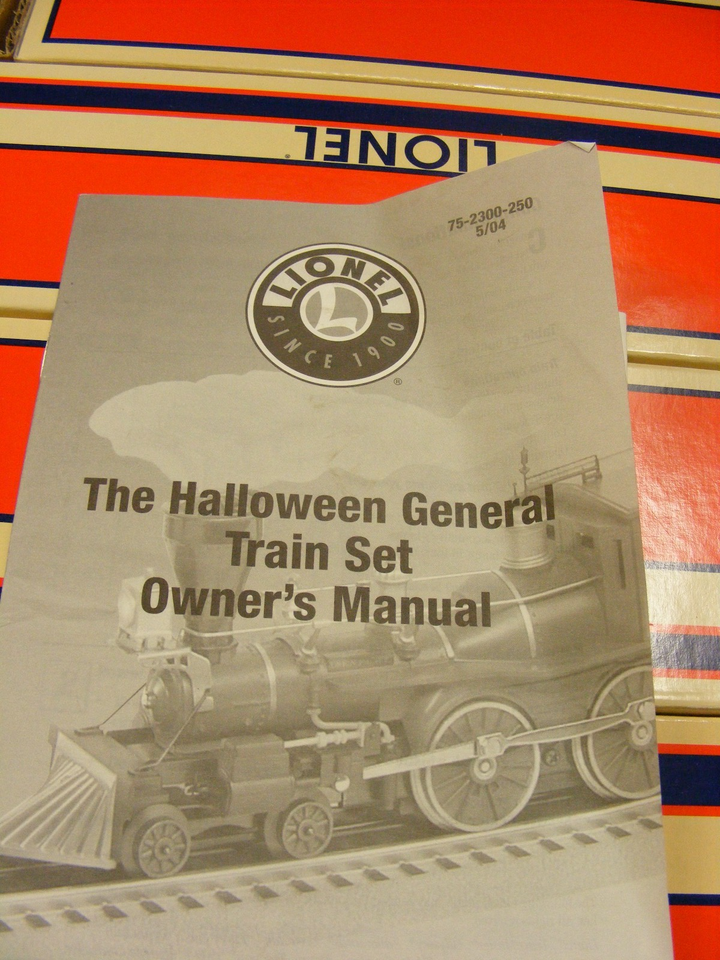 LIONEL
75-2300-250
5/04
LIONEL
SINCE 1900
®
The Halloween General
Train Set
Owner's Manual